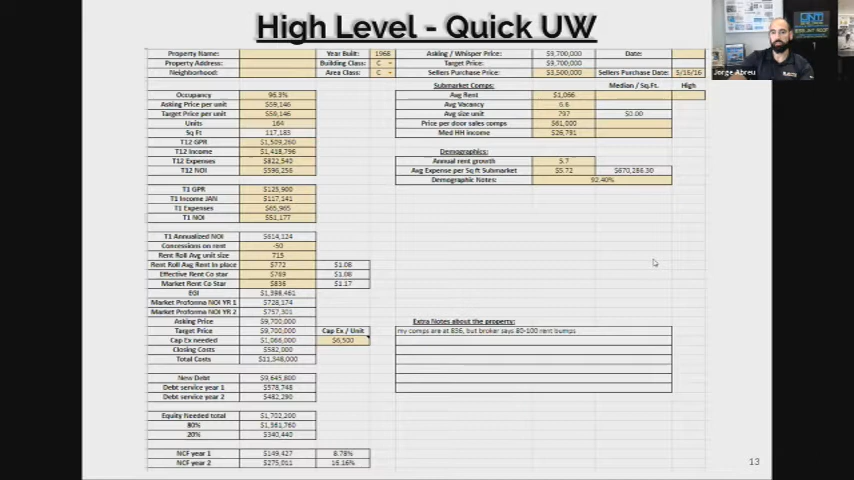 High Level - Quick UW
Jorge Abreu
Property Name:
Year Built: 1968
Asking / Whisper Price: $9,700,000
Date:
Property Address:
Building Class: C
Target Price: $9,700,000
Neighborhood:
Area Class: C
Sellers Purchase Price: $3,500,000
Sellers Purchase Date: 5/15/16
Submarket Comps: Median / Sq.Ft. High
Occupancy 96.3%
Avg Rent $1,066
Asking Price per unit $59,146
Avg Vacancy 6.6
Target Price per unit $59,146
Avg size unit 797 $0.00
Units 164
Price per door sales comps $61,000
Sq Ft 117,183
Med HH income $26,781
T12 GPR $1,509,260
T12 Income $1,418,796
Demographics:
T12 Expenses $822,540
Annual rent growth 5.7
T12 NOI $596,256
Avg Expense per Sq ft Submarket $5.72 $670,286.30
Demographic Notes: 92.40%
T1 GPR $125,900
T1 Income JAN $117,141
T1 Expenses $65,965
T1 NOI $51,177
T1 Annualized NOI $614,124
Concessions on rent -50
Rent Roll Avg unit size 715
Rent Roll Avg Rent in place $772 $1.08
Effective Rent Co star $769 $1.08
Market Rent Co Star $836 $1.17
EGI $1,398,461
Market Proforma NOI YR 1 $728,174
Market Proforma NOI YR 2 $757,301
Asking Price $9,700,000
Extra Notes about the property:
Target Price $9,700,000 Cap Ex / Unit
my comps are at 836, but broker says 80-100 rent bumps
Cap Ex needed $1,066,000 $6,500
Closing Costs $582,000
Total Costs $11,348,000
New Debt $9,645,800
Debt service year 1 $578,748
Debt service year 2 $482,290
Equity Needed total $1,702,200
80% $1,361,760
20% $340,440
NCF year 1 $149,427 8.78%
NCF year 2 $275,011 16.16%
13